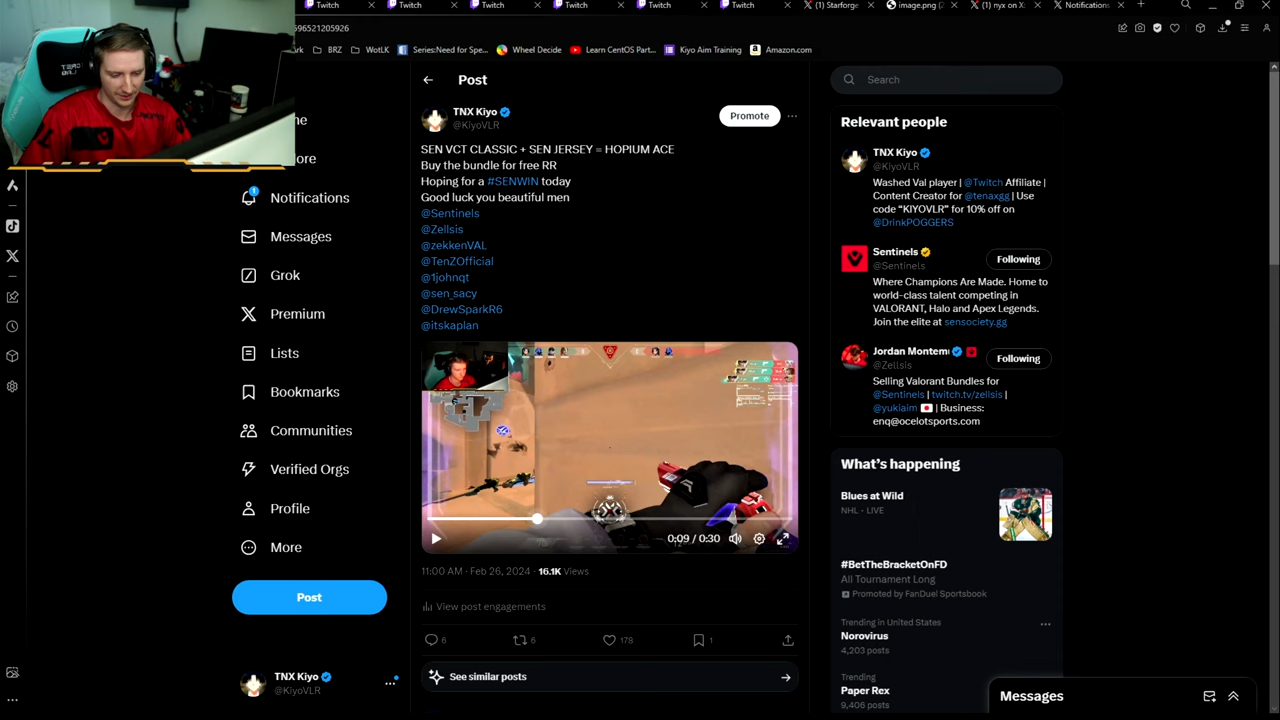 Twitch
Twitch
Twitch
Twitch
Twitch
Twitch
(1) Starforge
image.png (2
(1) nyx on X:
Notifications
596521205926
BRZ
WotLK
Series:Need for Spe...
Wheel Decide
Learn CentOS Part...
Kiyo Aim Training
Amazon.com
Notifications
1
Messages
Grok
Premium
Lists
Bookmarks
Communities
Verified Orgs
Profile
More
Post
TNX Kiyo
@KiyoVLR
Post
TNX Kiyo
@KiyoVLR
Promote
SEN VCT CLASSIC + SEN JERSEY = HOPIUM ACE
Buy the bundle for free RR
Hoping for a #SENWIN today
Good luck you beautiful men
@Sentinels
@Zellsis
@zekkenVAL
@TenZOfficial
@1johnqt
@sen_sacy
@DrewSparkR6
@itskaplan
0:09 / 0:30
11:00 AM · Feb 26, 2024 · 16.1K Views
View post engagements
6
6
178
1
See similar posts
Search
Relevant people
TNX Kiyo
@KiyoVLR
Washed Val player | @Twitch Affiliate |
Content Creator for @tenaxgg | Use
code “KIYOVLR” for 10% off on
@DrinkPOGGERS
Sentinels
@Sentinels
Following
Where Champions Are Made. Home to
world-class talent competing in
VALORANT, Halo and Apex Legends.
Join the elite at sensociety.gg
Jordan Montem
@Zellsis
Following
Selling Valorant Bundles for
@Sentinels | twitch.tv/zellsis |
@yukiaim | Business:
enq@ocelotsports.com
What’s happening
Blues at Wild
NHL · LIVE
#BetTheBracketOnFD
All Tournament Long
Promoted by FanDuel Sportsbook
Trending in United States
Norovirus
4,203 posts
Trending
Paper Rex
9,406 posts
Messages